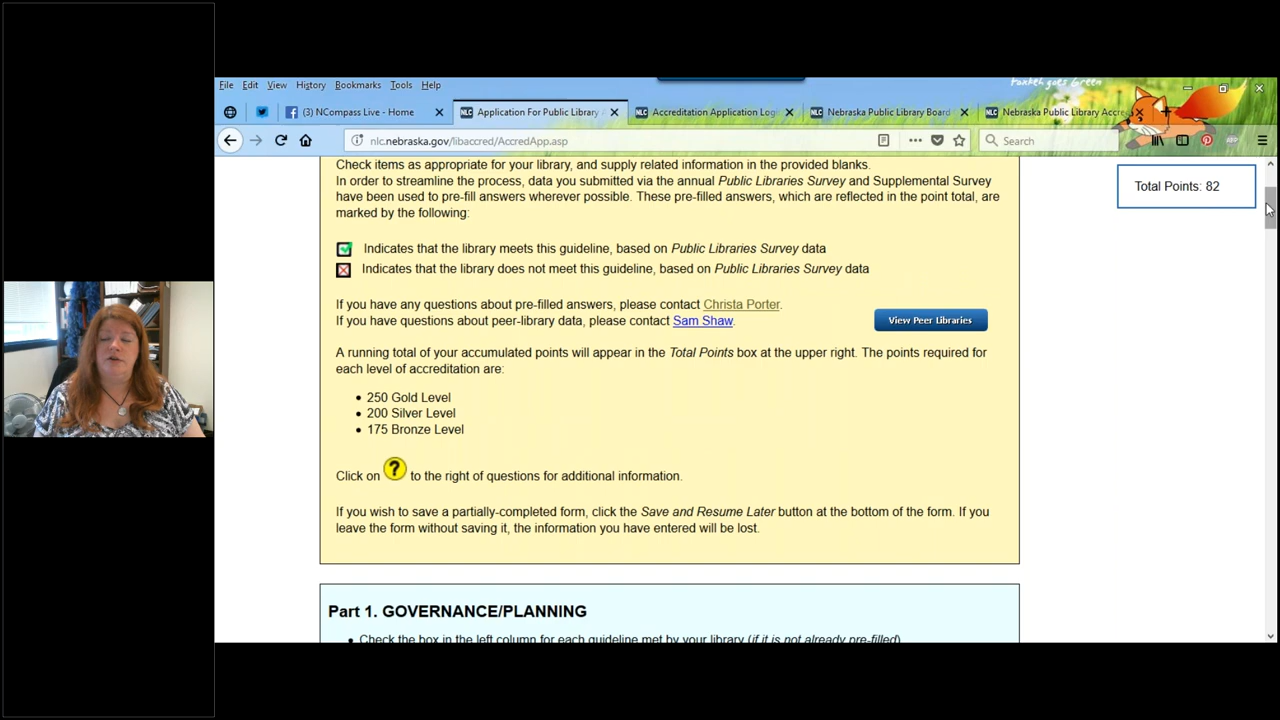 Foxkeh goes Green
File Edit View History Bookmarks Tools Help
(3) NCompass Live - Home
NLC Application For Public Library
NLC Accreditation Application Log
NLC Nebraska Public Library Board
NLC Nebraska Public Library Accre
nlc.nebraska.gov/libaccred/AccredApp.asp
Search
Check items as appropriate for your library, and supply related information in the provided blanks.
In order to streamline the process, data you submitted via the annual Public Libraries Survey and Supplemental Survey
have been used to pre-fill answers wherever possible. These pre-filled answers, which are reflected in the point total, are
marked by the following:
Total Points: 82
Indicates that the library meets this guideline, based on Public Libraries Survey data
Indicates that the library does not meet this guideline, based on Public Libraries Survey data
If you have any questions about pre-filled answers, please contact Christa Porter.
If you have questions about peer-library data, please contact Sam Shaw.
View Peer Libraries
A running total of your accumulated points will appear in the Total Points box at the upper right. The points required for
each level of accreditation are:
• 250 Gold Level
• 200 Silver Level
• 175 Bronze Level
Click on ? to the right of questions for additional information.
If you wish to save a partially-completed form, click the Save and Resume Later button at the bottom of the form. If you
leave the form without saving it, the information you have entered will be lost.
Part 1. GOVERNANCE/PLANNING
• Check the box in the left column for each guideline met by your library (if it is not already pre-filled)